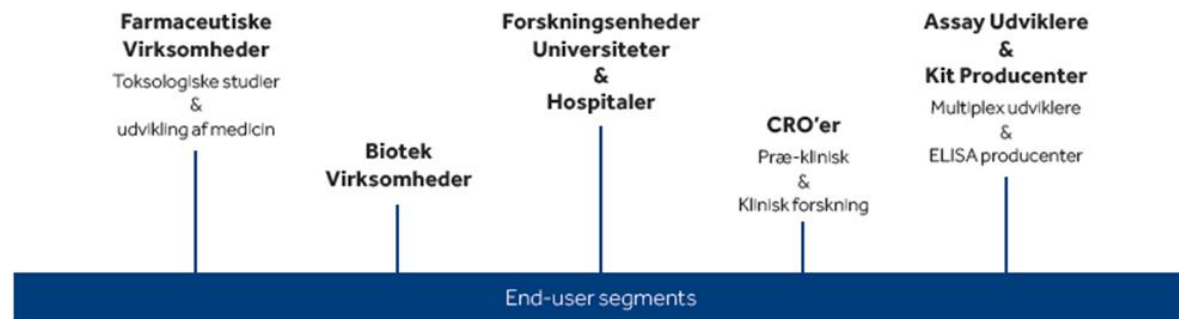 Farmaceutiske
Virksomheder
Toksologiske studier
&
udvikling af medicin
Biotek
Virksomheder
Forskningsenheder
Universiteter
&
Hospitaler
CRO'er
Præ-klinisk
&
Klinisk forskning
Assay Udviklere
&
Kit Producenter
Multiplex udviklere
&
ELISA producenter
End-user segments